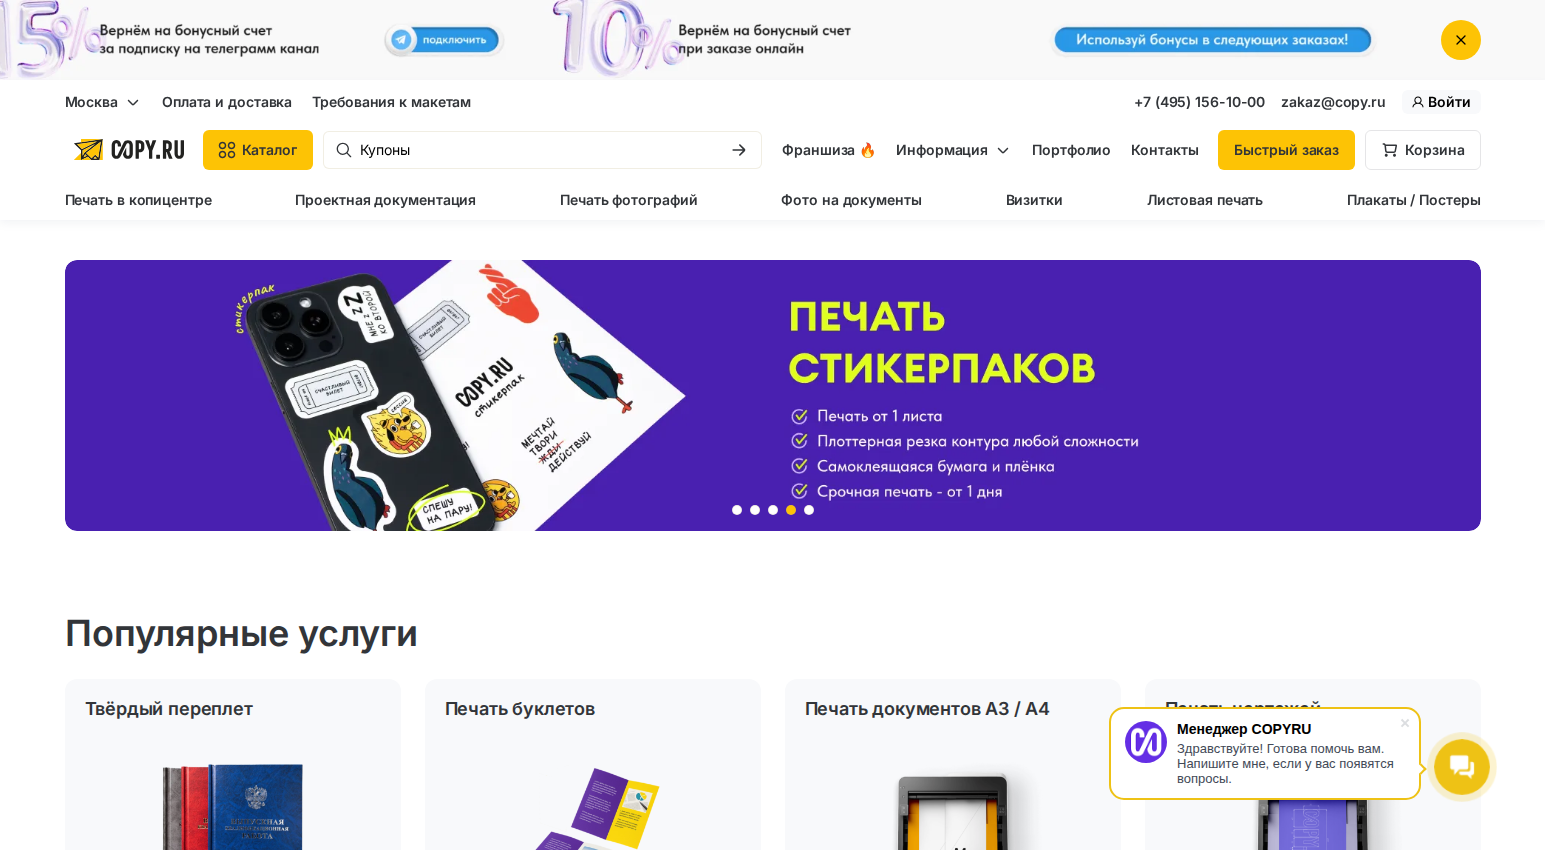 15%
Вернём на бонусный счет
за подписку на телеграмм канал
подключить
10%
Вернём на бонусный счет
при заказе онлайн
Используй бонусы в следующих заказах!
Москва
Оплата и доставка
Требования к макетам
+7 (495) 156-10-00
zakaz@copy.ru
Войти
COPY.RU
Каталог
Купоны
Франшиза 🔥
Информация
Портфолио
Контакты
Быстрый заказ
Корзина
Печать в копицентре
Проектная документация
Печать фотографий
Фото на документы
Визитки
Листовая печать
Плакаты / Постеры
стикерпак
МНЕ ZZZ
КО ВТОРОЙ
СЧАСТЛИВЫЙ
БИЛЕТ
СЧАСТЛИВЫЙ
БИЛЕТ
COPY.RU
стикерпак
МЕЧТАЙ
ТВОРИ
ЖДИ
ДЕЙСТВУЙ
СПЕШУ
НА ПАРУ!
ПЕЧАТЬ
СТИКЕРПАКОВ
Печать от 1 листа
Плоттерная резка контура любой сложности
Самоклеящаяся бумага и плёнка
Срочная печать - от 1 дня
Популярные услуги
Твёрдый переплет
Печать буклетов
Печать документов А3 / А4
Печать чертежей
Менеджер COPYRU
Здравствуйте! Готова помочь вам.
Напишите мне, если у вас появятся
вопросы.